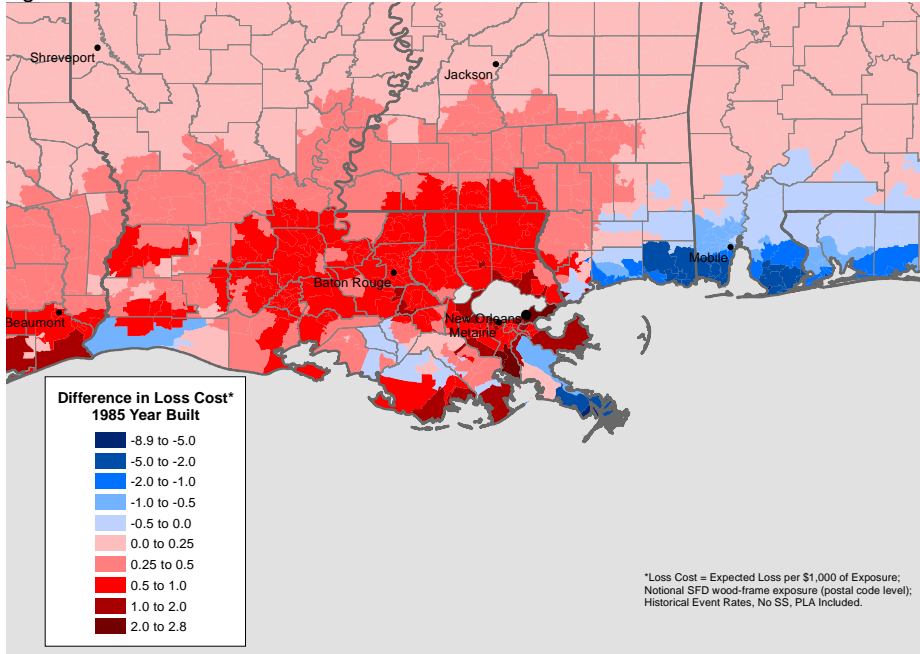 Shreveport
Jackson
Mobile
Baton Rouge
New Orleans
Beaumont
Metairie
Difference in Loss Cost*
1985 Year Built
-8.9 to -5.0
-5.0 to -2.0
-2.0 to -1.0
-1.0 to -0.5
-0.5 to 0.0
0.0 to 0.25
0.25 to 0.5
0.5 to 1.0
1.0 to 2.0
2.0 to 2.8
*Loss Cost = Expected Loss per $1,000 of Exposure;
Notional SFD wood-frame exposure (postal code level);
Historical Event Rates, No SS, PLA Included.